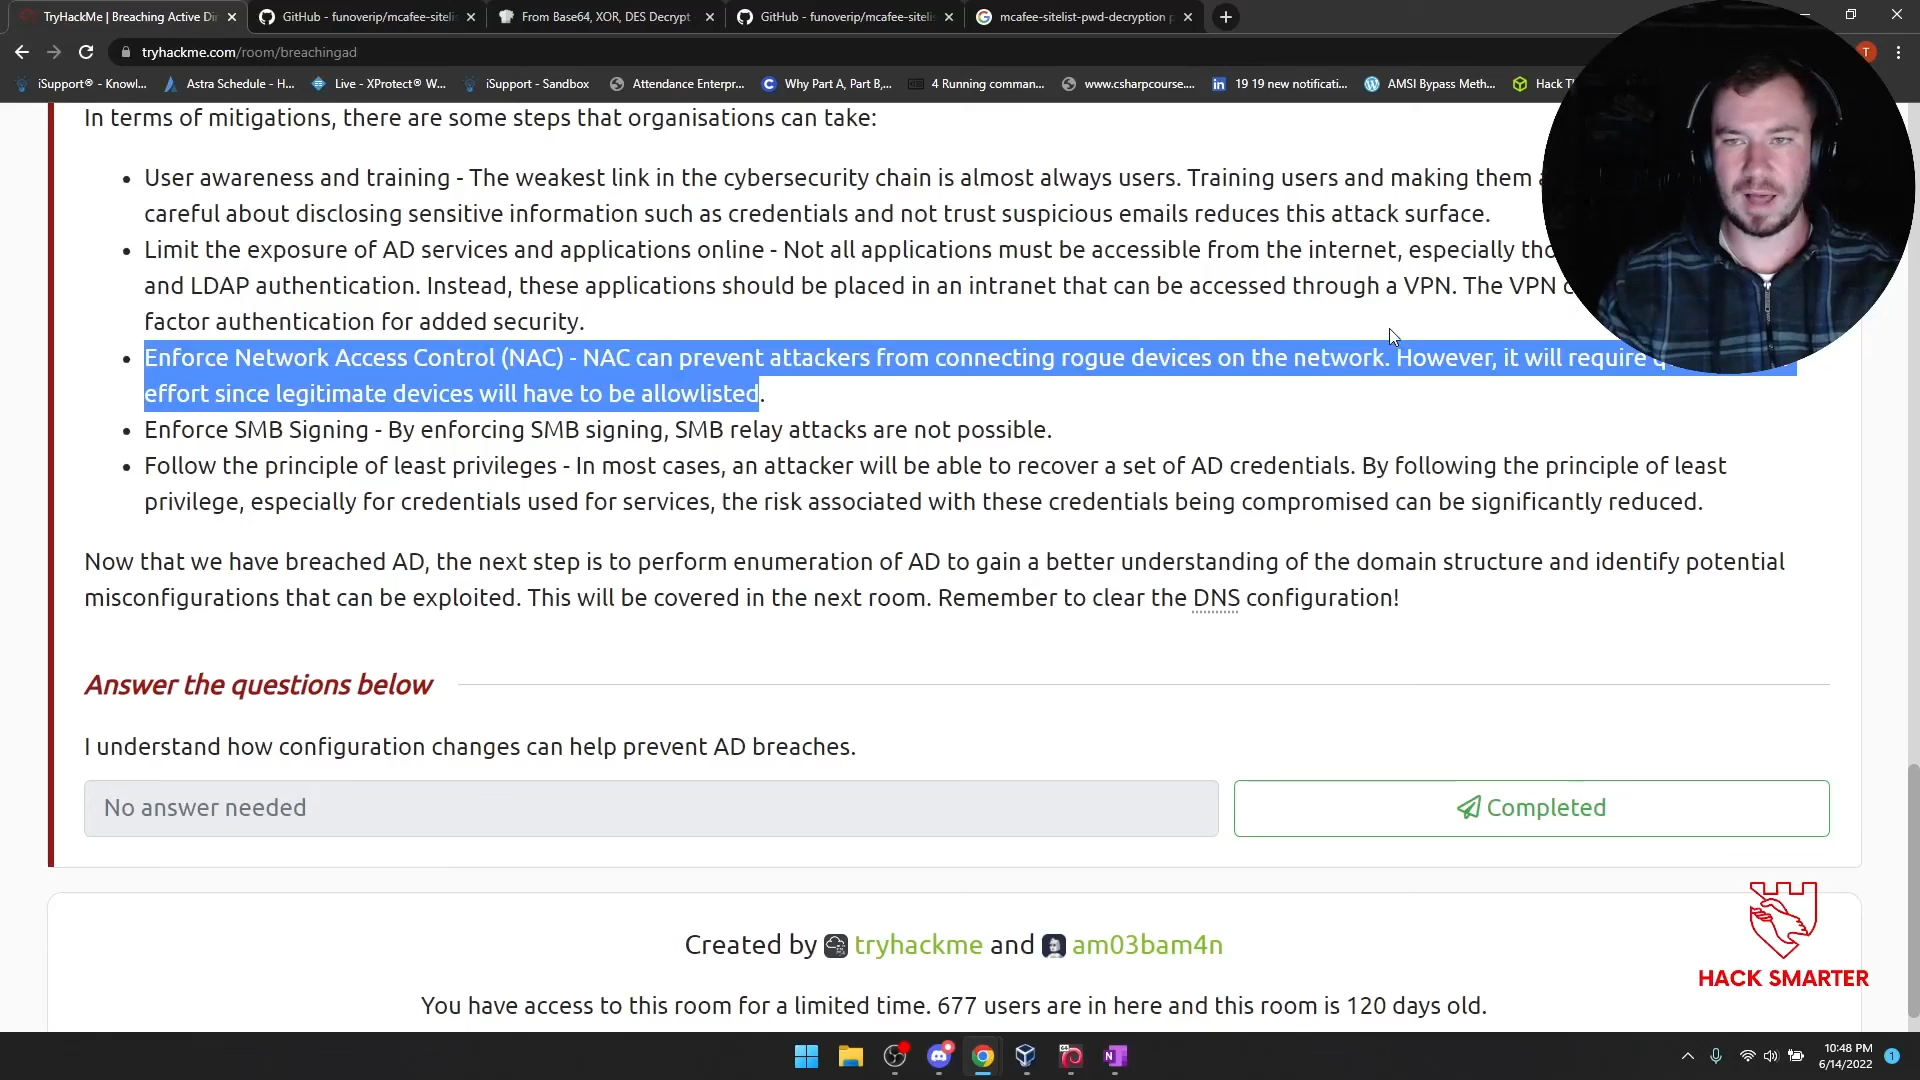 TryHackMe | Breaching Active Di
GitHub - funoverip/mcafee-siteli
From Base64, XOR, DES Decrypt
GitHub - funoverip/mcafee-siteli
mcafee-sitelist-pwd-decryption p
tryhackme.com/room/breachingad
T
iSupport® - Knowl...
Astra Schedule - H...
Live - XProtect® W...
iSupport - Sandbox
Attendance Enterpr...
Why Part A, Part B,...
4 Running comman...
www.csharpcourse....
19 19 new notificati...
AMSI Bypass Meth...
Hack
In terms of mitigations, there are some steps that organisations can take:
• User awareness and training - The weakest link in the cybersecurity chain is almost always users. Training users and making them
careful about disclosing sensitive information such as credentials and not trust suspicious emails reduces this attack surface.
• Limit the exposure of AD services and applications online - Not all applications must be accessible from the internet, especially
and LDAP authentication. Instead, these applications should be placed in an intranet that can be accessed through a VPN. The VPN
factor authentication for added security.
• Enforce Network Access Control (NAC) - NAC can prevent attackers from connecting rogue devices on the network. However, it will require
effort since legitimate devices will have to be allowlisted.
• Enforce SMB Signing - By enforcing SMB signing, SMB relay attacks are not possible.
• Follow the principle of least privileges - In most cases, an attacker will be able to recover a set of AD credentials. By following the principle of least
privilege, especially for credentials used for services, the risk associated with these credentials being compromised can be significantly reduced.
Now that we have breached AD, the next step is to perform enumeration of AD to gain a better understanding of the domain structure and identify potential
misconfigurations that can be exploited. This will be covered in the next room. Remember to clear the DNS configuration!
Answer the questions below
I understand how configuration changes can help prevent AD breaches.
No answer needed
Completed
Created by tryhackme and am03bam4n
HACK SMARTER
You have access to this room for a limited time. 677 users are in here and this room is 120 days old.
10:48 PM
6/14/2022
1